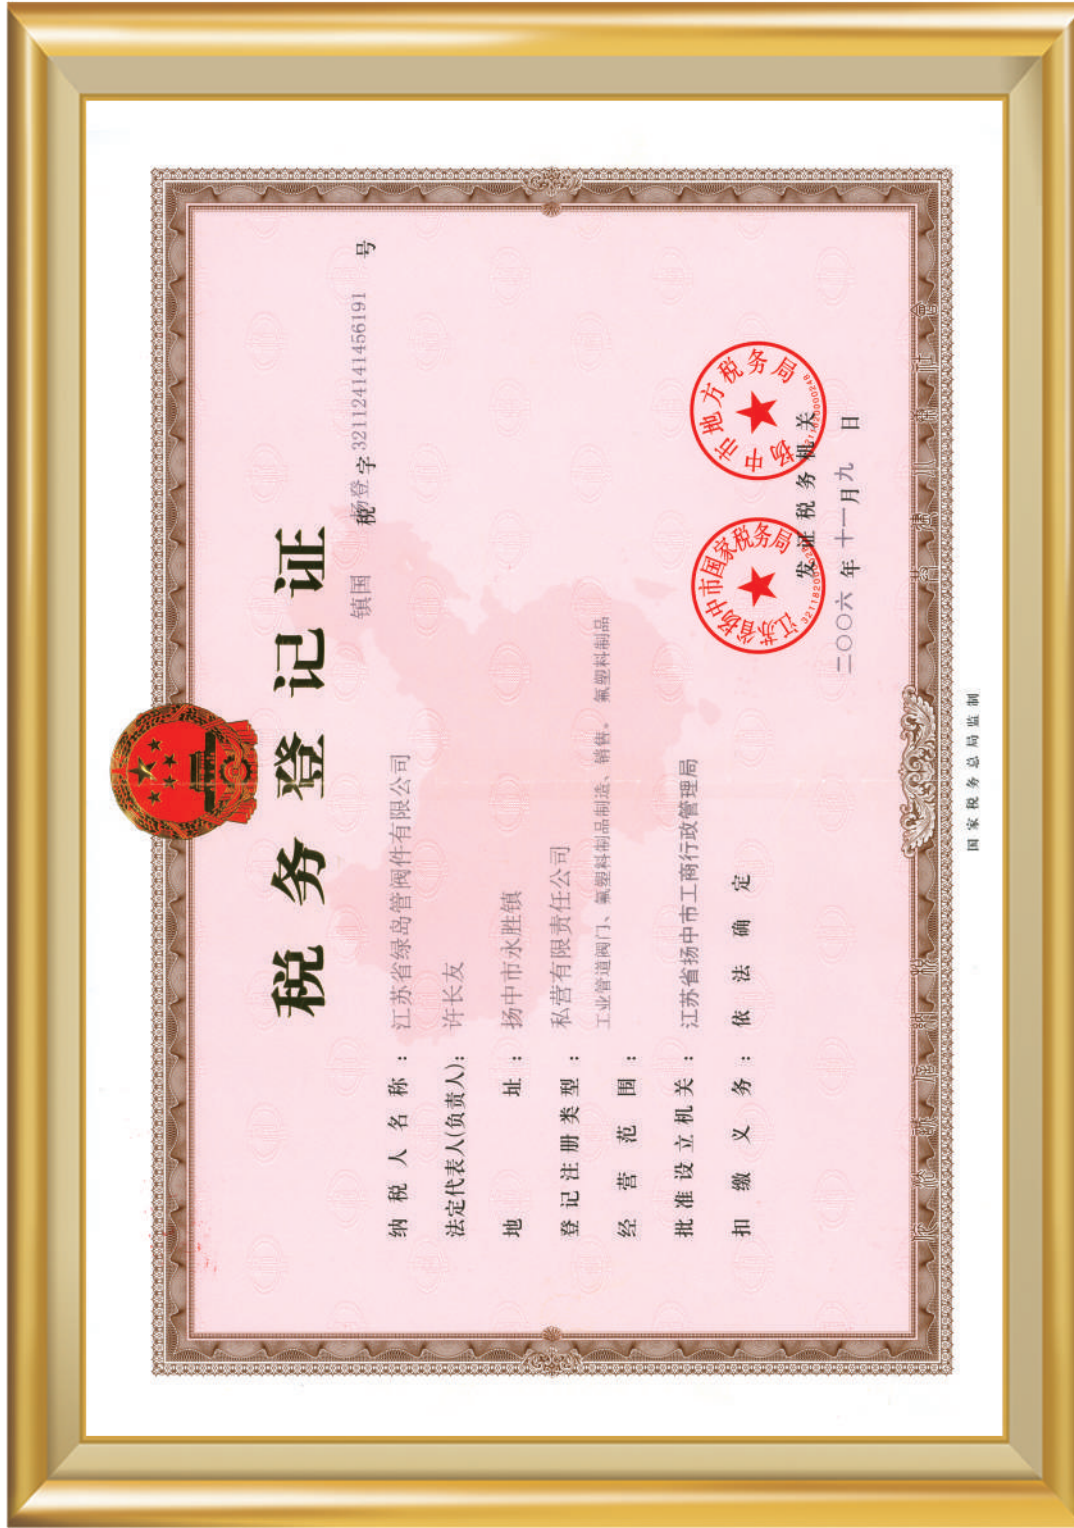 税务登记证
镇国税扬登字321124141456191号
纳税人名称：江苏省绿岛管阀件有限公司
法定代表人(负责人)：许长友
地址：扬中市永胜镇
登记注册类型：私营有限责任公司
经营范围：工业管道阀门、氟塑料制品制造、销售。氟塑料制品
批准设立机关：江苏省扬中市工商行政管理局
扣缴义务：依法确定
江苏省扬中市国家税务局
扬中市地方税务局
发证税务机关
二〇〇六年十一月九日
国家税务总局监制